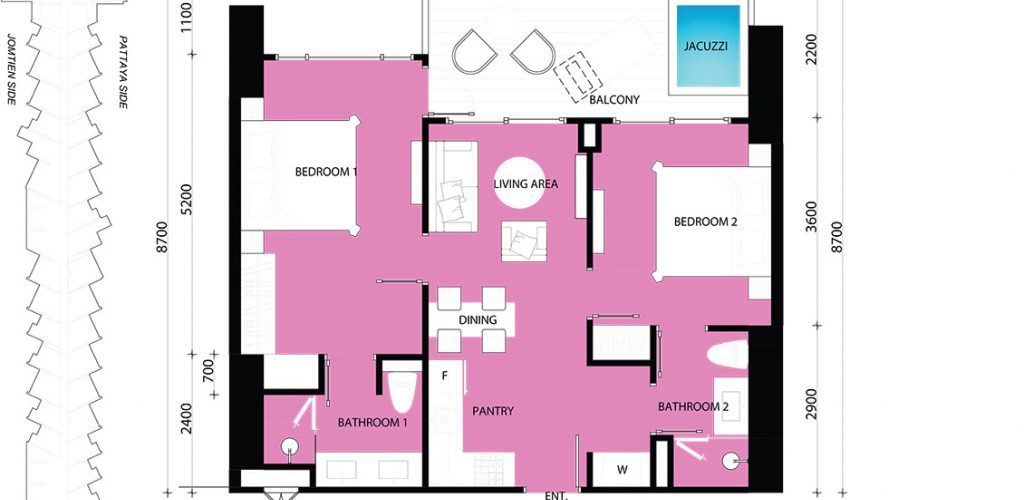 1100
PATTAYA SIDE
JOMTIEN SIDE
JACUZZI
BALCONY
2200
BEDROOM 1
LIVING AREA
BEDROOM 2
5200
8700
3600
8700
DINING
700
F
2400
BATHROOM 1
PANTRY
BATHROOM 2
2900
W
ENT.